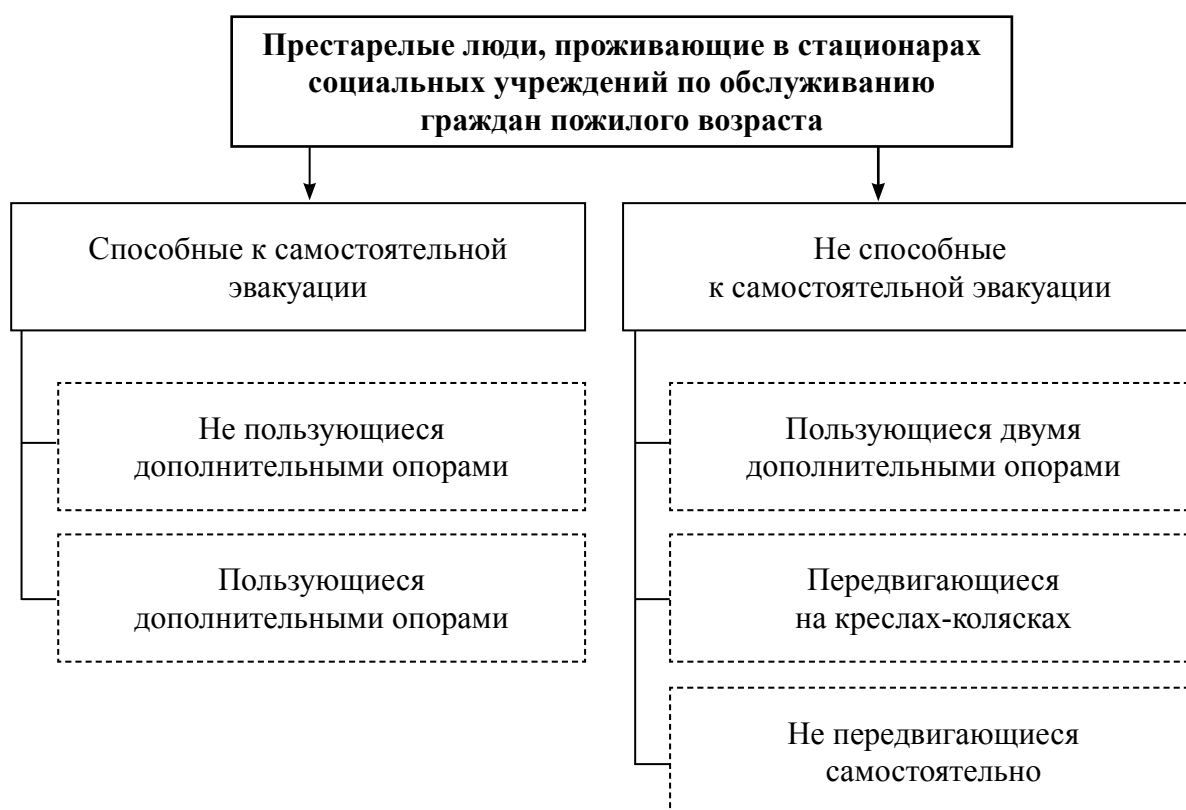 Престарелые люди, проживающие в стационарах
социальных учреждений по обслуживанию
граждан пожилого возраста
Способные к самостоятельной
эвакуации
Не пользующиеся
дополнительными опорами
Пользующиеся
дополнительными опорами
Не способные
к самостоятельной эвакуации
Пользующиеся двумя
дополнительными опорами
Передвигающиеся
на креслах-колясках
Не передвигающиеся
самостоятельно